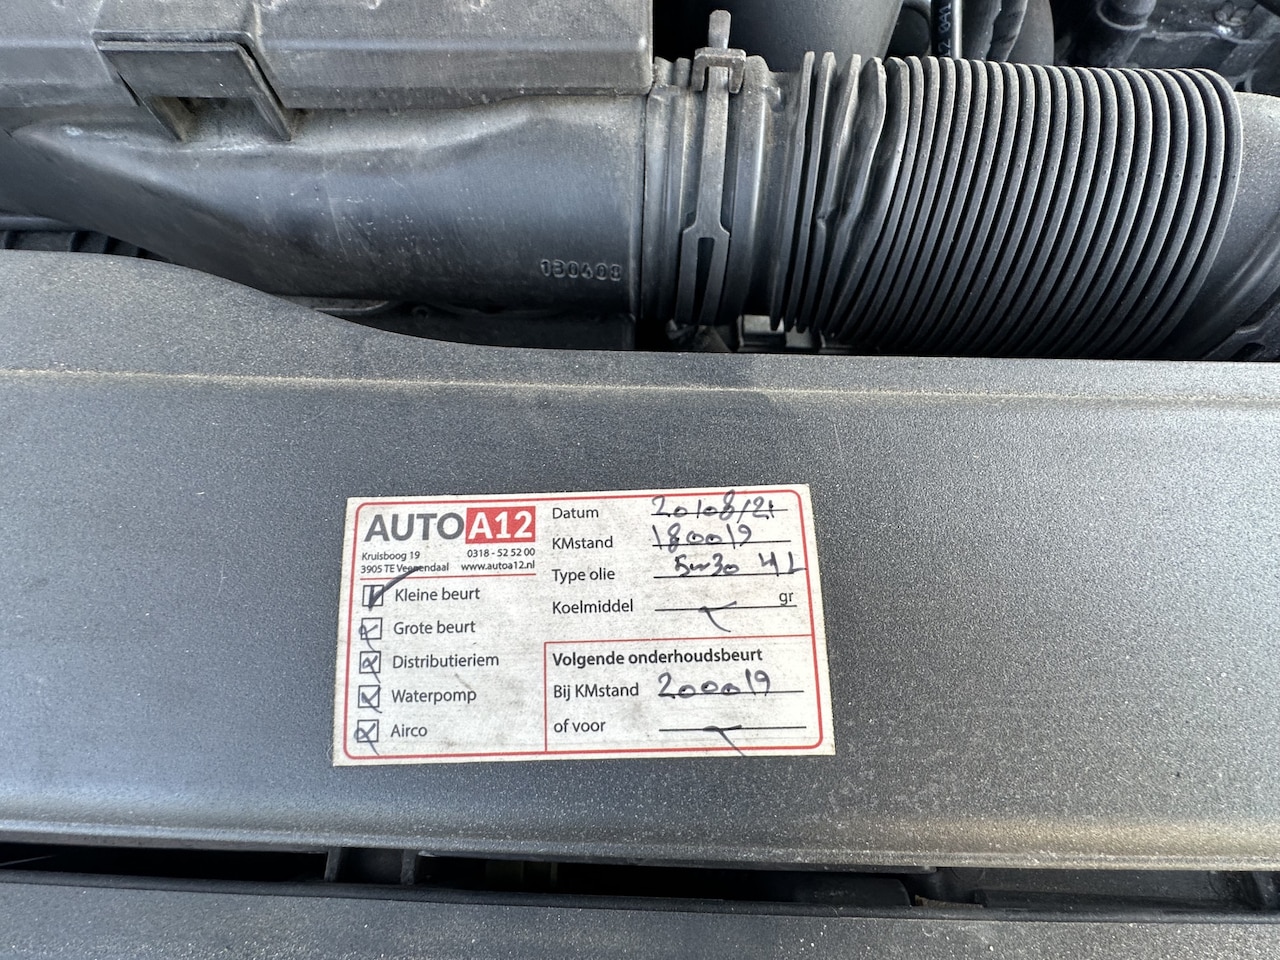 130409
AUTOA12
Kruisboog 19 0318 - 52 52 00
3905 TE Veenendaal www.autoa12.nl
Kleine beurt
Grote beurt
Distributieriem
Waterpomp
Airco
Datum 20/08/21
KMstand 180019
Type olie 5w30 4L
Koelmiddel gr
Volgende onderhoudsbeurt
Bij KMstand 200019
of voor